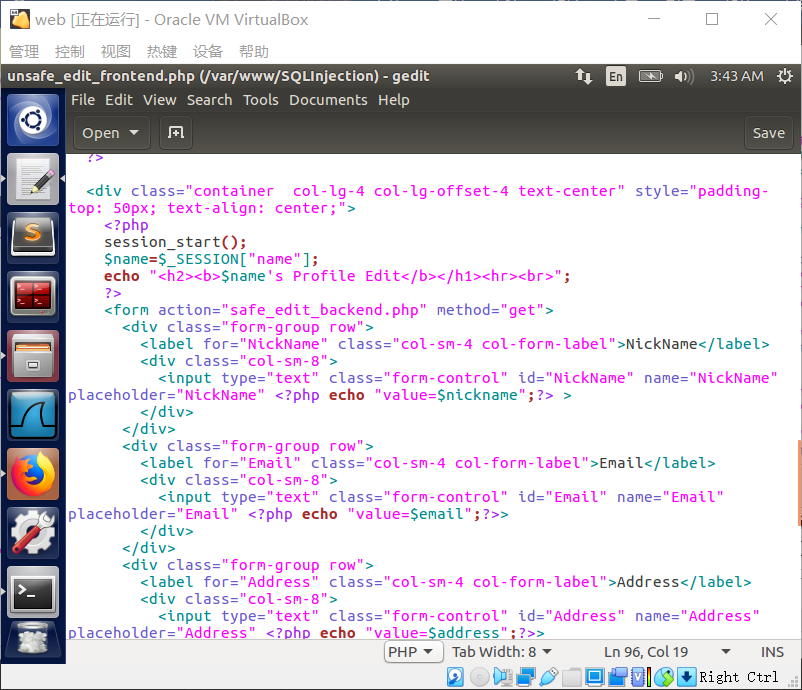 web [正在运行] - Oracle VM VirtualBox
管理 控制 视图 热键 设备 帮助
unsafe_edit_frontend.php (/var/www/SQLInjection) - gedit En 3:43 AM
File Edit View Search Tools Documents Help
Open Save
?>
<div class="container  col-lg-4 col-lg-offset-4 text-center" style="padding-
top: 50px; text-align: center;">
<?php
session_start();
$name=$_SESSION["name"];
echo "<h2><b>$name's Profile Edit</b></h1><hr><br>";
?>
<form action="safe_edit_backend.php" method="get">
<div class="form-group row">
<label for="NickName" class="col-sm-4 col-form-label">NickName</label>
<div class="col-sm-8">
<input type="text" class="form-control" id="NickName" name="NickName"
placeholder="NickName" <?php echo "value=$nickname";?> >
</div>
</div>
<div class="form-group row">
<label for="Email" class="col-sm-4 col-form-label">Email</label>
<div class="col-sm-8">
<input type="text" class="form-control" id="Email" name="Email"
placeholder="Email" <?php echo "value=$email";?>>
</div>
</div>
<div class="form-group row">
<label for="Address" class="col-sm-4 col-form-label">Address</label>
<div class="col-sm-8">
<input type="text" class="form-control" id="Address" name="Address"
placeholder="Address" <?php echo "value=$address";?>>
PHP Tab Width: 8 Ln 96, Col 19 INS
Right Ctrl